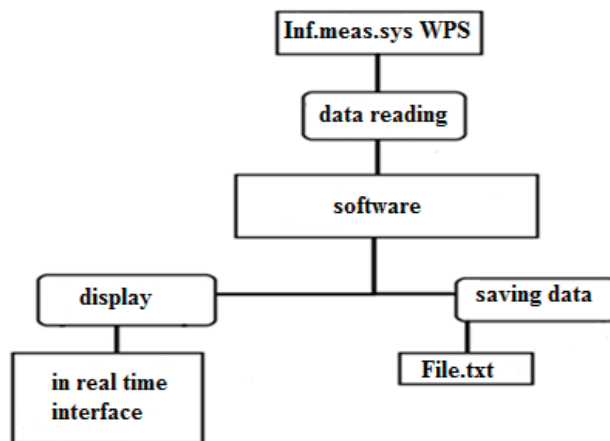 Inf.meas.sys WPS
data reading
software
display
saving data
in real time
interface
File.txt